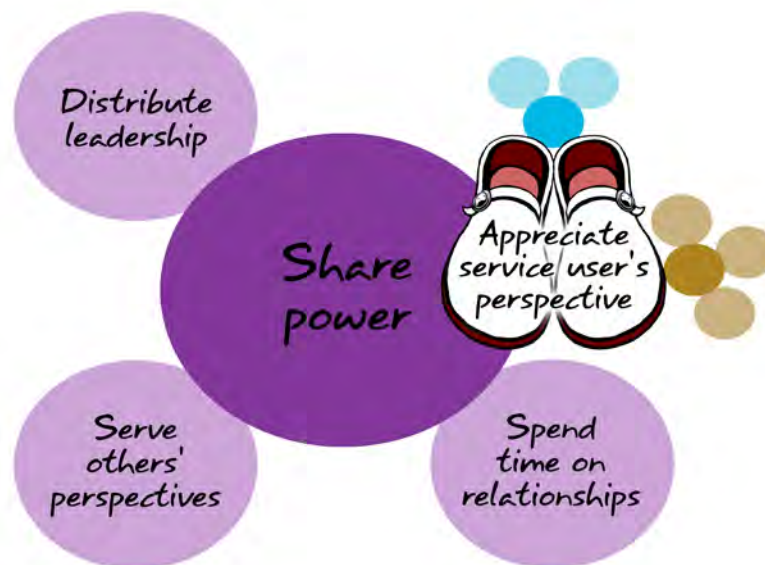 Distribute
leadership
Share
power
Appreciate
service user's
perspective
Serve
others'
perspectives
Spend
time on
relationships